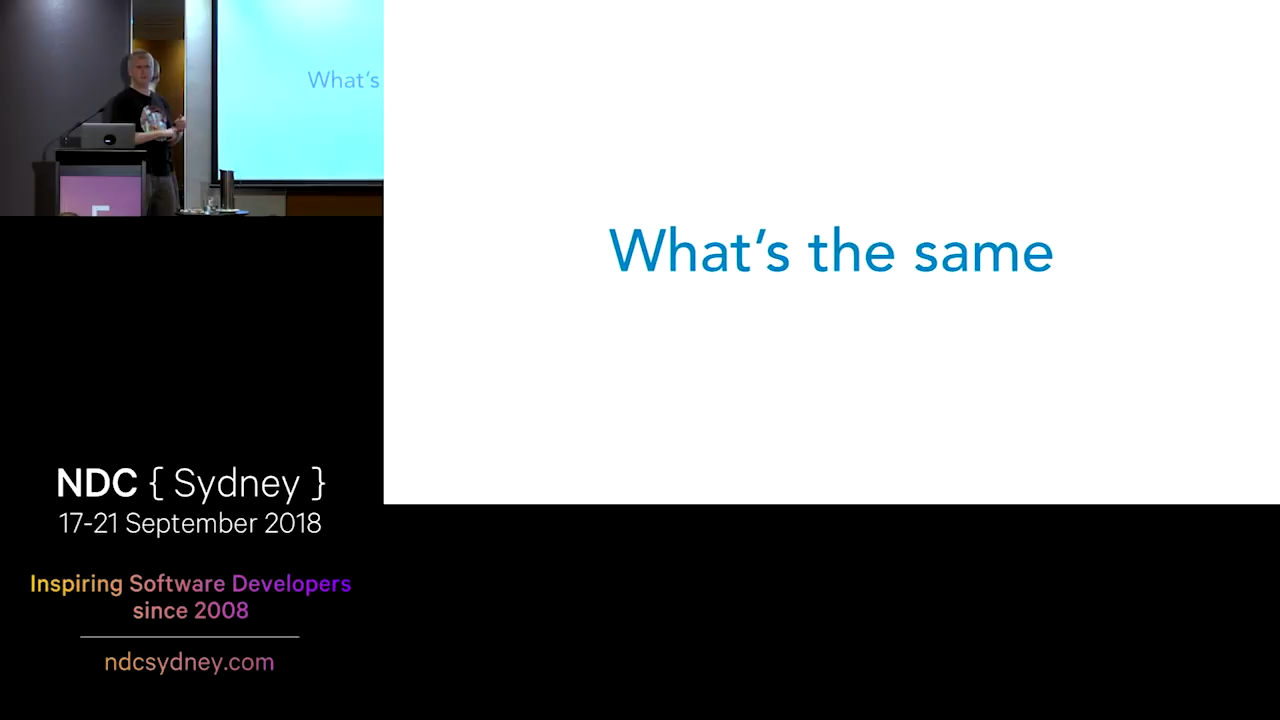 What's
What's the same
NDC { Sydney }
17-21 September 2018
Inspiring Software Developers
since 2008
ndcsydney.com